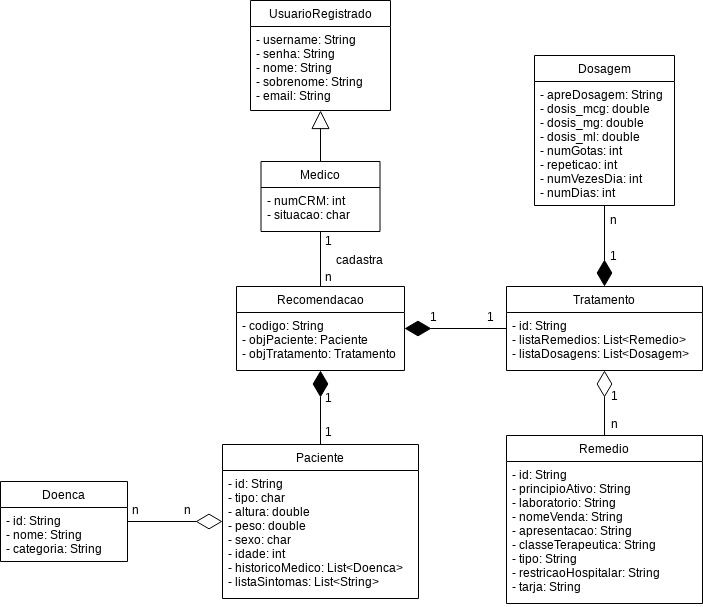 UsuarioRegistrado
- username: String
- senha: String
- nome: String
- sobrenome: String
- email: String
Dosagem
- apreDosagem: String
- dosis_mcg: double
- dosis_mg: double
- dosis_ml: double
- numGotas: int
- repeticao: int
- numVezesDia: int
- numDias: int
Medico
- numCRM: int
- situacao: char
1
cadastra
n
n
1
Recomendacao
- codigo: String
- objPaciente: Paciente
- objTratamento: Tratamento
1
1
Tratamento
- id: String
- listaRemedios: List<Remedio>
- listaDosagens: List<Dosagem>
1
1
1
n
Paciente
- id: String
- tipo: char
- altura: double
- peso: double
- sexo: char
- idade: int
- historicoMedico: List<Doenca>
- listaSintomas: List<String>
Doenca
- id: String
- nome: String
- categoria: String
n
n
Remedio
- id: String
- principioAtivo: String
- laboratorio: String
- nomeVenda: String
- apresentacao: String
- classeTerapeutica: String
- tipo: String
- restricaoHospitalar: String
- tarja: String